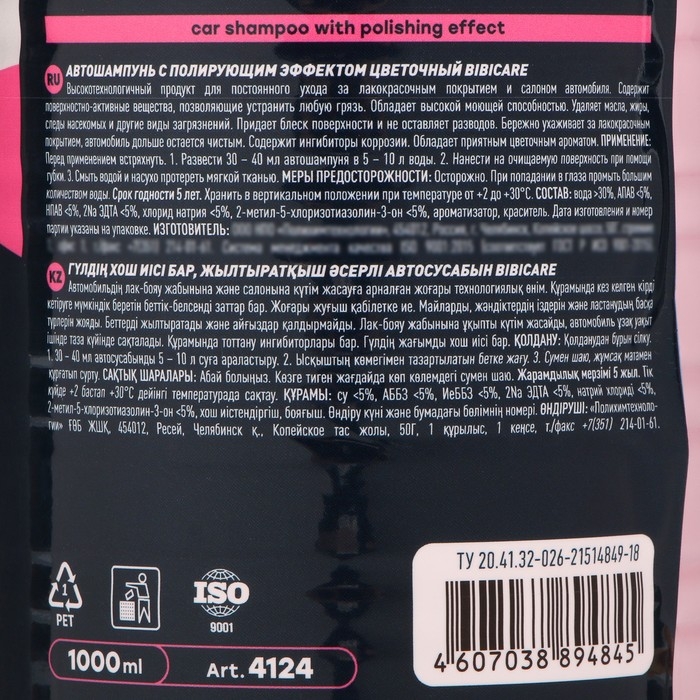 car shampoo with polishing effect
RU АВТОШАМПУНЬ С ПОЛИРУЮЩИМ ЭФФЕКТОМ ЦВЕТОЧНЫЙ BIBICARE
Высокотехнологичный продукт для постоянного ухода за лакокрасочным покрытием и салоном автомобиля. Содержит
поверхностно-активные вещества, позволяющие устранить любую грязь. Обладает высокой моющей способностью. Удаляет масла, жиры,
следы насекомых и другие виды загрязнений. Придает блеск поверхности и не оставляет разводов. Бережно ухаживает за лакокрасочным
покрытием, автомобиль дольше остается чистым. Содержит ингибиторы коррозии. Обладает приятным цветочным ароматом. ПРИМЕНЕНИЕ:
Перед применением встряхнуть. 1. Развести 30 – 40 мл автошампуня в 5 – 10 л воды. 2. Нанести на очищаемую поверхность при помощи
губки. 3. Смыть водой и насухо протереть мягкой тканью. МЕРЫ ПРЕДОСТОРОЖНОСТИ: Осторожно. При попадании в глаза промыть большим
количеством воды. Срок годности 5 лет. Хранить в вертикальном положении при температуре от +2 до +30°С. СОСТАВ: вода >30%, АПАВ <5%,
НПАВ <5%, 2Na ЭДТА <5%, хлорид натрия <5%, 2-метил-5-хлоризотиазолин-3-он <5%, ароматизатор, краситель. Дата изготовления и номер
партии указаны на упаковке. ИЗГОТОВИТЕЛЬ:
KZ ГҮЛДІҢ ХОШ ИІСІ БАР, ЖЫЛТЫРАТҚЫШ ӘСЕРЛІ АВТОСУСАБЫН BIBICARE
Автомобильдің лак-бояу жабынына және салонына күтім жасауға арналған жоғары технологиялық өнім. Құрамында кез келген кірді
кетіруге мүмкіндік беретін беттік-белсенді заттар бар. Жоғары жуғыш қабілетке ие. Майларды, жәндіктердің іздерін және ластанудың басқа
түрлерін жояды. Беттерді жылтыратады және айғыздар қалдырмайды. Лак-бояу жабынына ұқыпты күтім жасайды, автомобиль ұзақ уақыт
ішінде таза күйінде сақталады. Құрамында тоттану ингибиторлары бар. Гүлдің жағымды хош иісі бар. ҚОЛДАНУ: Қолданудан бұрын сілку.
1. 30 - 40 мл автосусабынды 5 – 10 л суға араластыру. 2. Ысқыштың көмегімен тазартылатын бетке жағу. 3. Сумен шаю, жұмсақ матамен
құрғатып сүрту. САҚТЫҚ ШАРАЛАРЫ: Абай болыңыз. Көзге тиген жағдайда көп көлемдегі сумен шаю. Жарамдылық мерзімі 5 жыл. Тік
күйде +2 бастап +30°С дейінгі температурада сақтау. ҚҰРАМЫ: су <5%, АББЗ <5%, ИеББЗ <5%, 2Na ЭДТА <5%, натрий хлориді <5%,
2-метил-5-хлоризотиазолин-3-он <5%, хош иістендіргіш, бояғыш. Өндіру күні және бумадағы бөлімнің нөмері. ӨНДІРУШІ: «Полихимтехноло-
гии» ҒӨБ ЖШҚ, 454012, Ресей, Челябинск қ., Копейское тас жолы, 50Г, 1 құрылыс, 1 кеңсе, т./факс +7(351) 214-01-61.
ТУ 20.41.32-026-21514849-18
1
PET
ISO
9001
1000 ml
Art. 4124
4 607038 894845